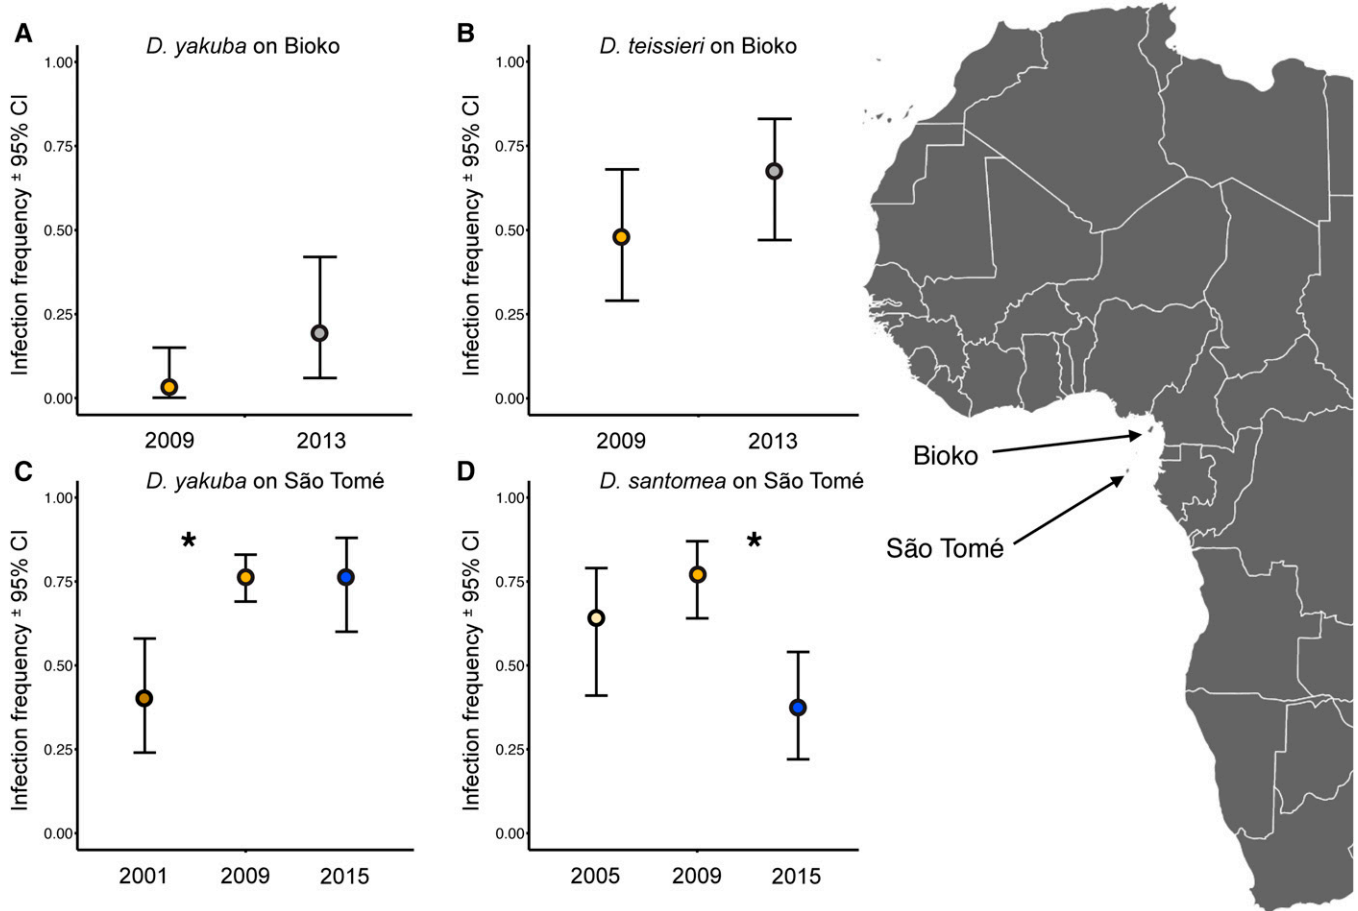 A
D. yakuba on Bioko
Infection frequency ± 95% CI
1.00
0.75
0.50
0.25
0.00
2009 2013
B
D. teissieri on Bioko
Infection frequency ± 95% CI
1.00
0.75
0.50
0.25
0.00
2009 2013
C
D. yakuba on São Tomé
Infection frequency ± 95% CI
1.00
0.75
0.50
0.25
0.00
*
2001 2009 2015
D
D. santomea on São Tomé
Infection frequency ± 95% CI
1.00
0.75
0.50
0.25
0.00
*
2005 2009 2015
Bioko
São Tomé